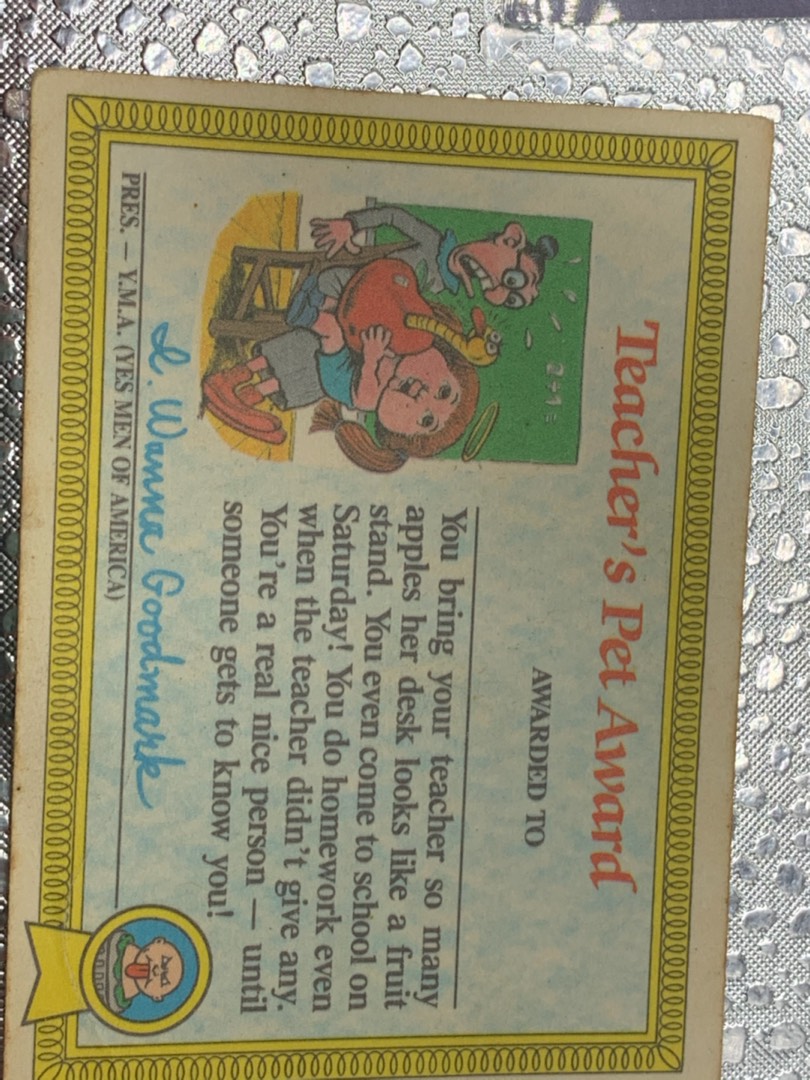 Teacher's Pet Award
AWARDED TO
2+1=
You bring your teacher so many
apples her desk looks like a fruit
stand. You even come to school on
Saturday! You do homework even
when the teacher didn't give any.
You're a real nice person — until
someone gets to know you!
I. Wanna Goodmark
PRES. — Y.M.A. (YES MEN OF AMERICA)